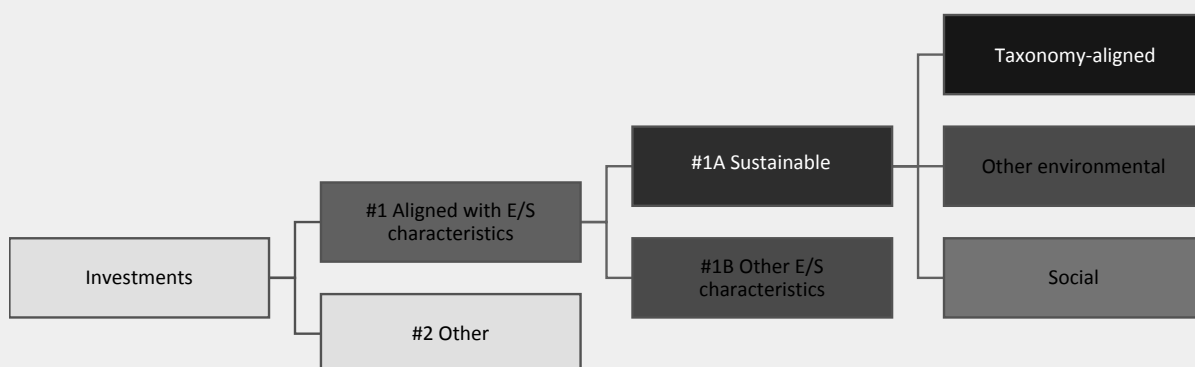 Investments
#1 Aligned with E/S
characteristics
#2 Other
#1A Sustainable
#1B Other E/S
characteristics
Taxonomy-aligned
Other environmental
Social